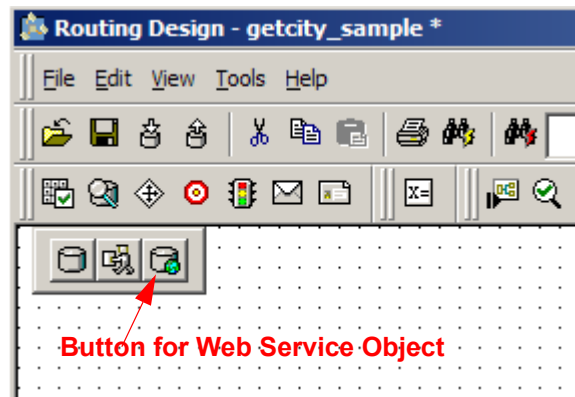 Routing Design - getcity_sample *
File Edit View Tools Help
X=
Button for Web Service Object